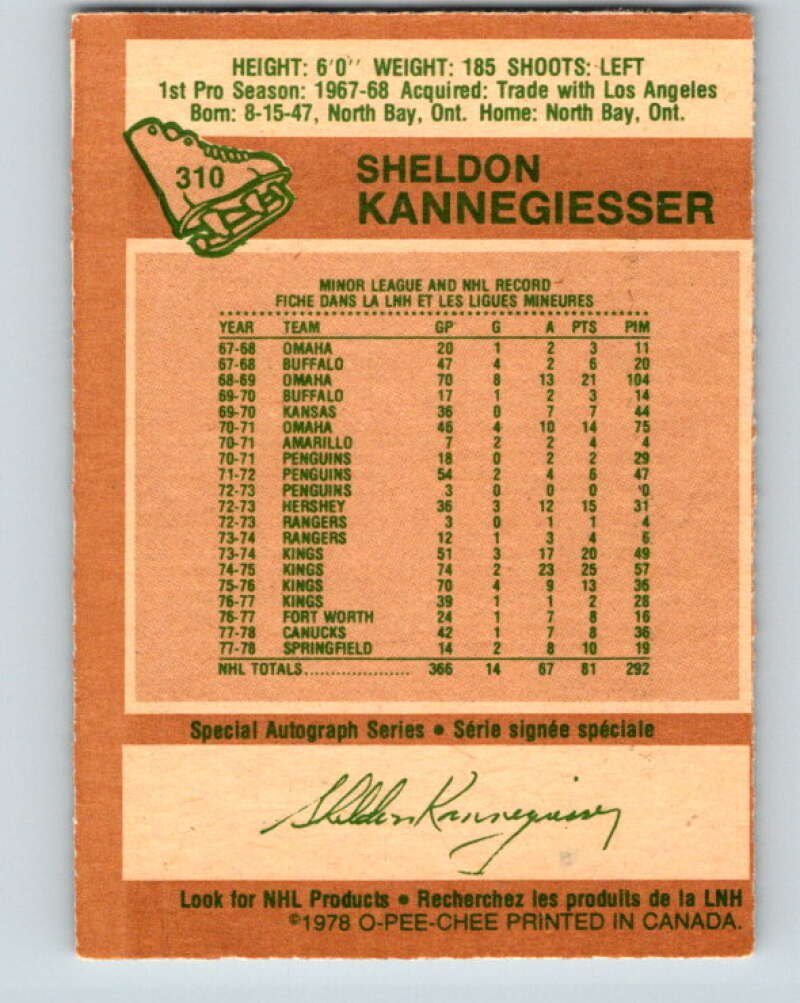 HEIGHT: 6'0'' WEIGHT: 185 SHOOTS: LEFT
1st Pro Season: 1967-68 Acquired: Trade with Los Angeles
Born: 8-15-47, North Bay, Ont. Home: North Bay, Ont.
310
SHELDON
KANNEGIESSER
MINOR LEAGUE AND NHL RECORD
FICHE DANS LA LNH ET LES LIGUES MINEURES
YEAR TEAM GP G A PTS PIM
67-68 OMAHA 20 1 2 3 11
67-68 BUFFALO 47 4 2 6 20
68-69 OMAHA 70 8 13 21 104
69-70 BUFFALO 17 1 2 3 14
69-70 KANSAS 36 0 7 7 44
70-71 OMAHA 46 4 10 14 75
70-71 AMARILLO 7 2 2 4 4
70-71 PENGUINS 18 0 2 2 29
71-72 PENGUINS 54 2 4 6 47
72-73 PENGUINS 3 0 0 0 0
72-73 HERSHEY 36 3 12 15 31
72-73 RANGERS 3 0 1 1 4
73-74 RANGERS 12 1 3 4 6
73-74 KINGS 51 3 17 20 49
74-75 KINGS 74 2 23 25 57
75-76 KINGS 70 4 9 13 36
76-77 KINGS 39 1 1 2 28
76-77 FORT WORTH 24 1 7 8 16
77-78 CANUCKS 42 1 7 8 36
77-78 SPRINGFIELD 14 2 8 10 19
NHL TOTALS.................... 366 14 67 81 292
Special Autograph Series • Série signée spéciale
Sheldon Kannegiesser
Look for NHL Products • Recherchez les produits de la LNH
©1978 O-PEE-CHEE PRINTED IN CANADA.